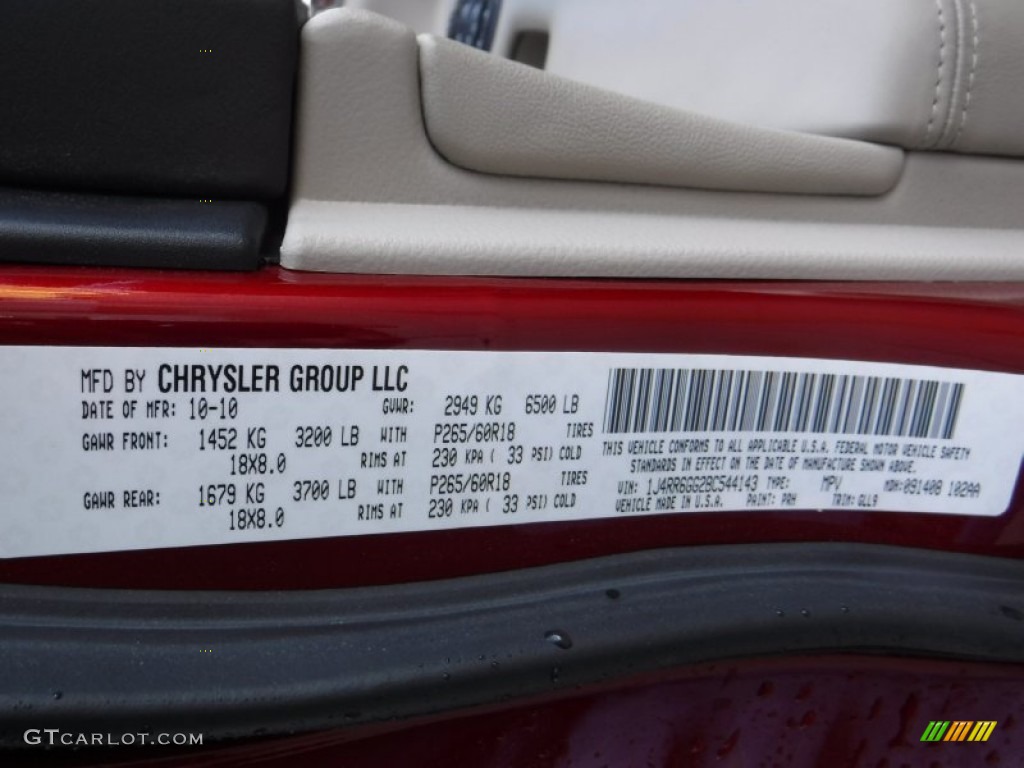 MFD BY CHRYSLER GROUP LLC
DATE OF MFR: 10-10 GVWR: 2949 KG 6500 LB
GAWR FRONT: 1452 KG 3200 LB WITH P265/60R18 TIRES
18X8.0 RIMS AT 230 KPA ( 33 PSI) COLD
GAWR REAR: 1679 KG 3700 LB WITH P265/60R18 TIRES
18X8.0 RIMS AT 230 KPA ( 33 PSI) COLD
THIS VEHICLE CONFORMS TO ALL APPLICABLE U.S.A. FEDERAL MOTOR VEHICLE SAFETY
STANDARDS IN EFFECT ON THE DATE OF MANUFACTURE SHOWN ABOVE.
VIN: 1J4RR6GG2BC544143 TYPE: MPV MDH: 091408 102AA
VEHICLE MADE IN U.S.A. PAINT: PRH TRIM: GLL9
GTCARLOT.COM